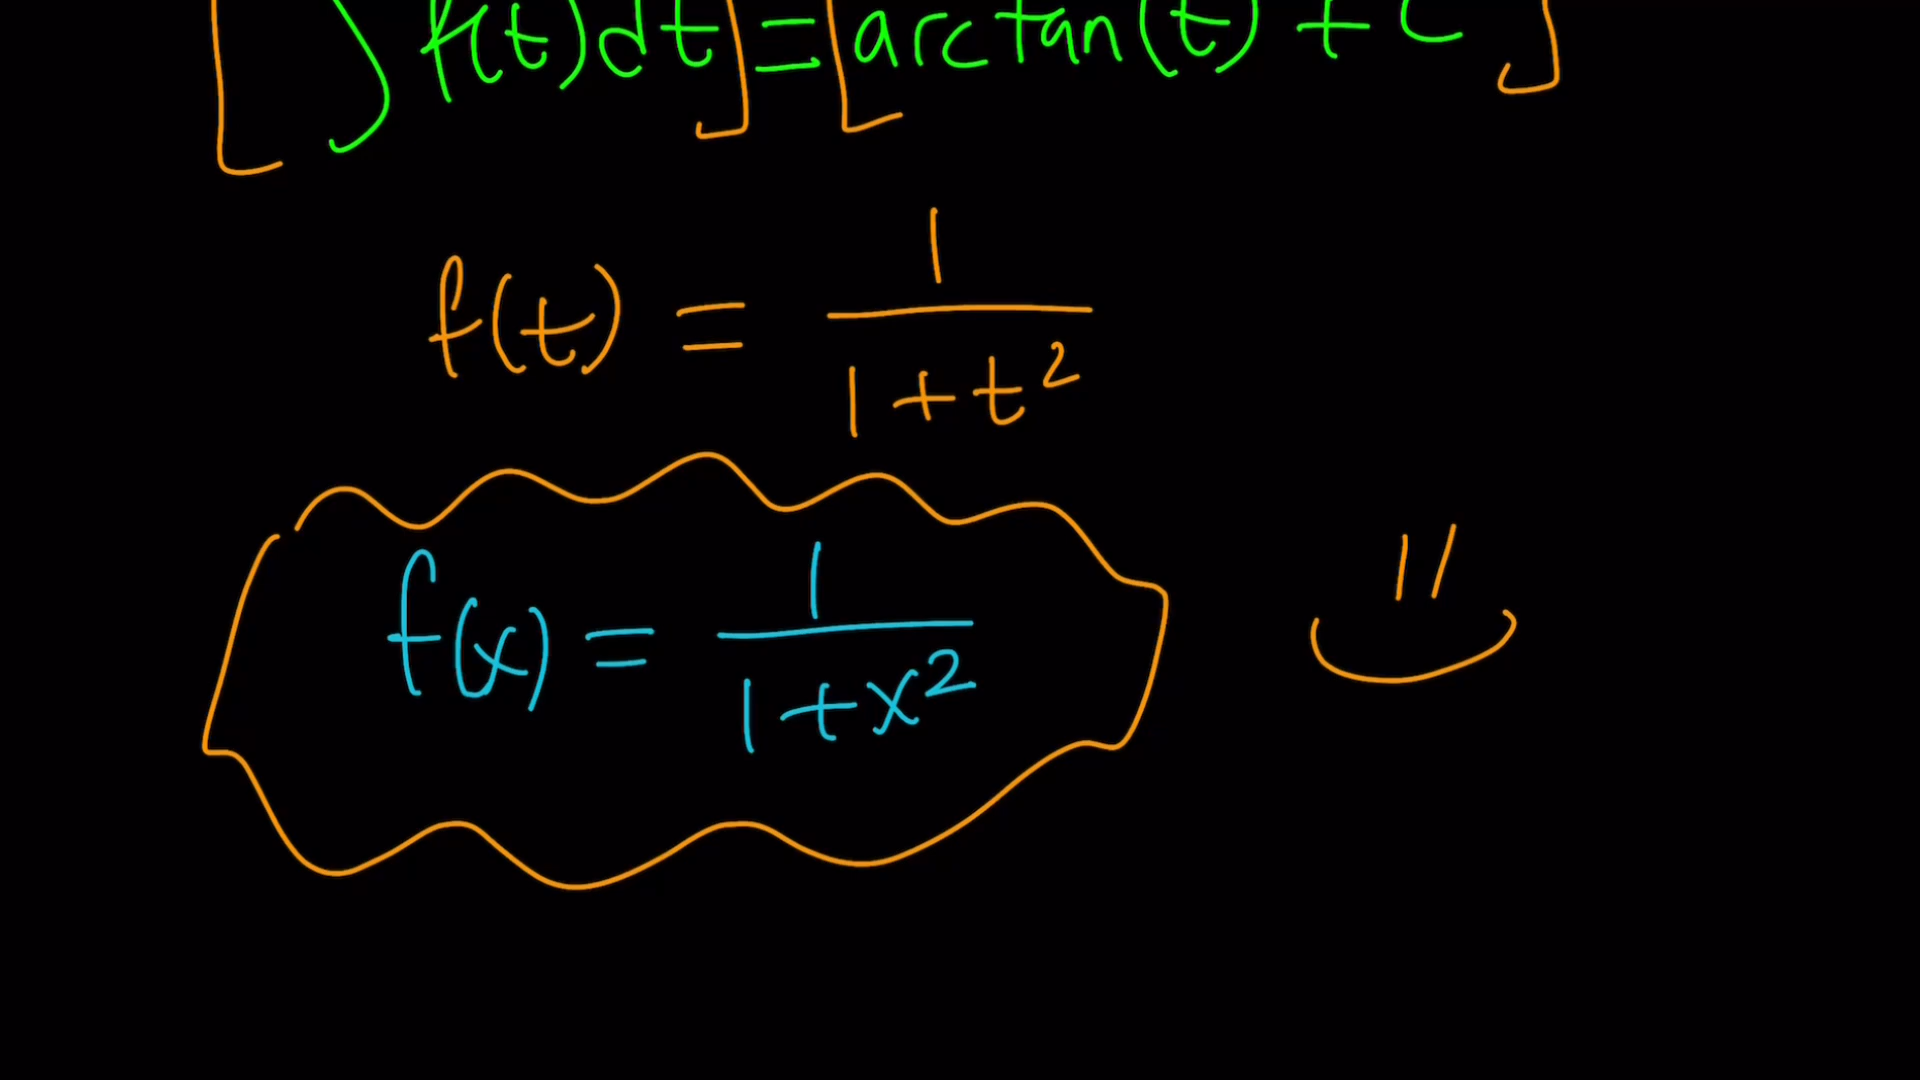 [∫ f(t)dt] = [arctan(t) + C]
f(t) = 1/(1+t²)
f(x) = 1/(1+x²)